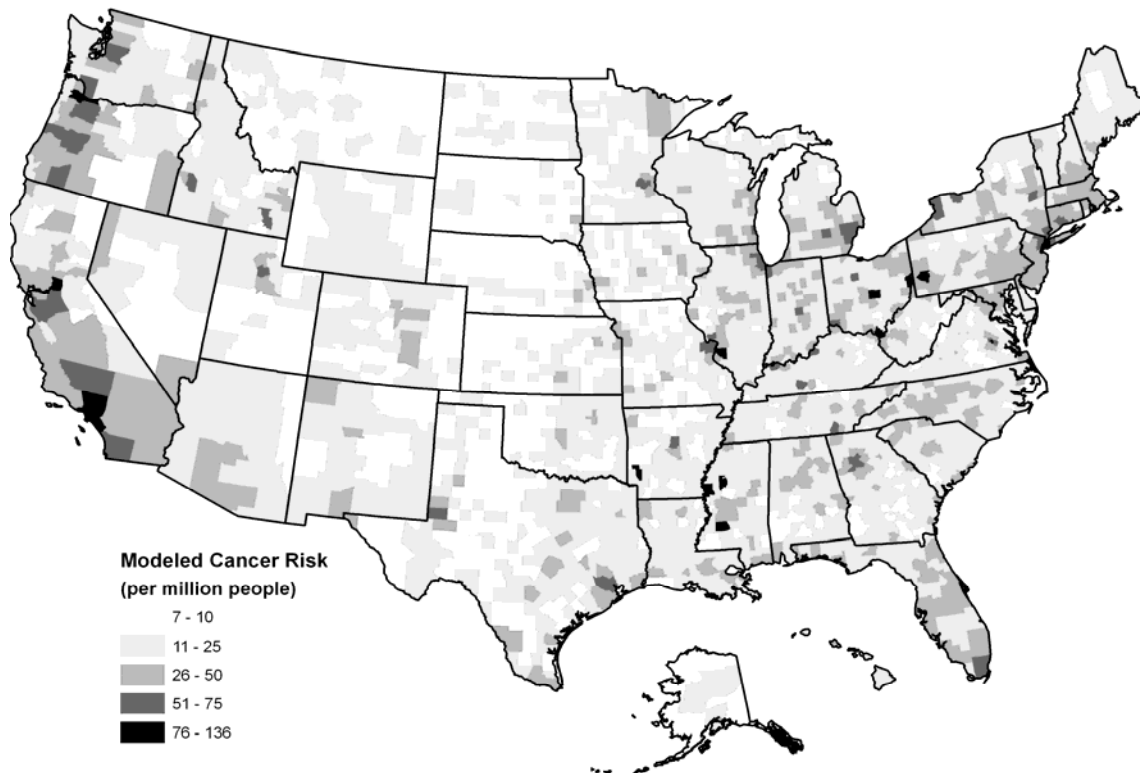 Modeled Cancer Risk
(per million people)
7 - 10
11 - 25
26 - 50
51 - 75
76 - 136